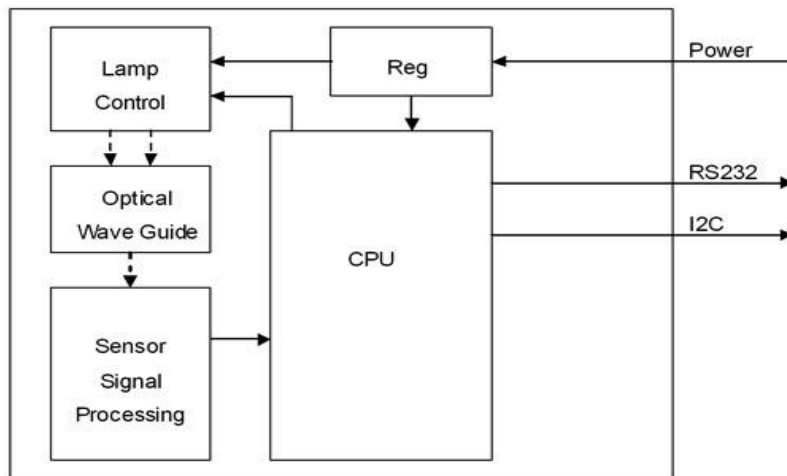 Lamp
Control
Reg
Power
Optical
Wave Guide
RS232
I2C
CPU
Sensor
Signal
Processing